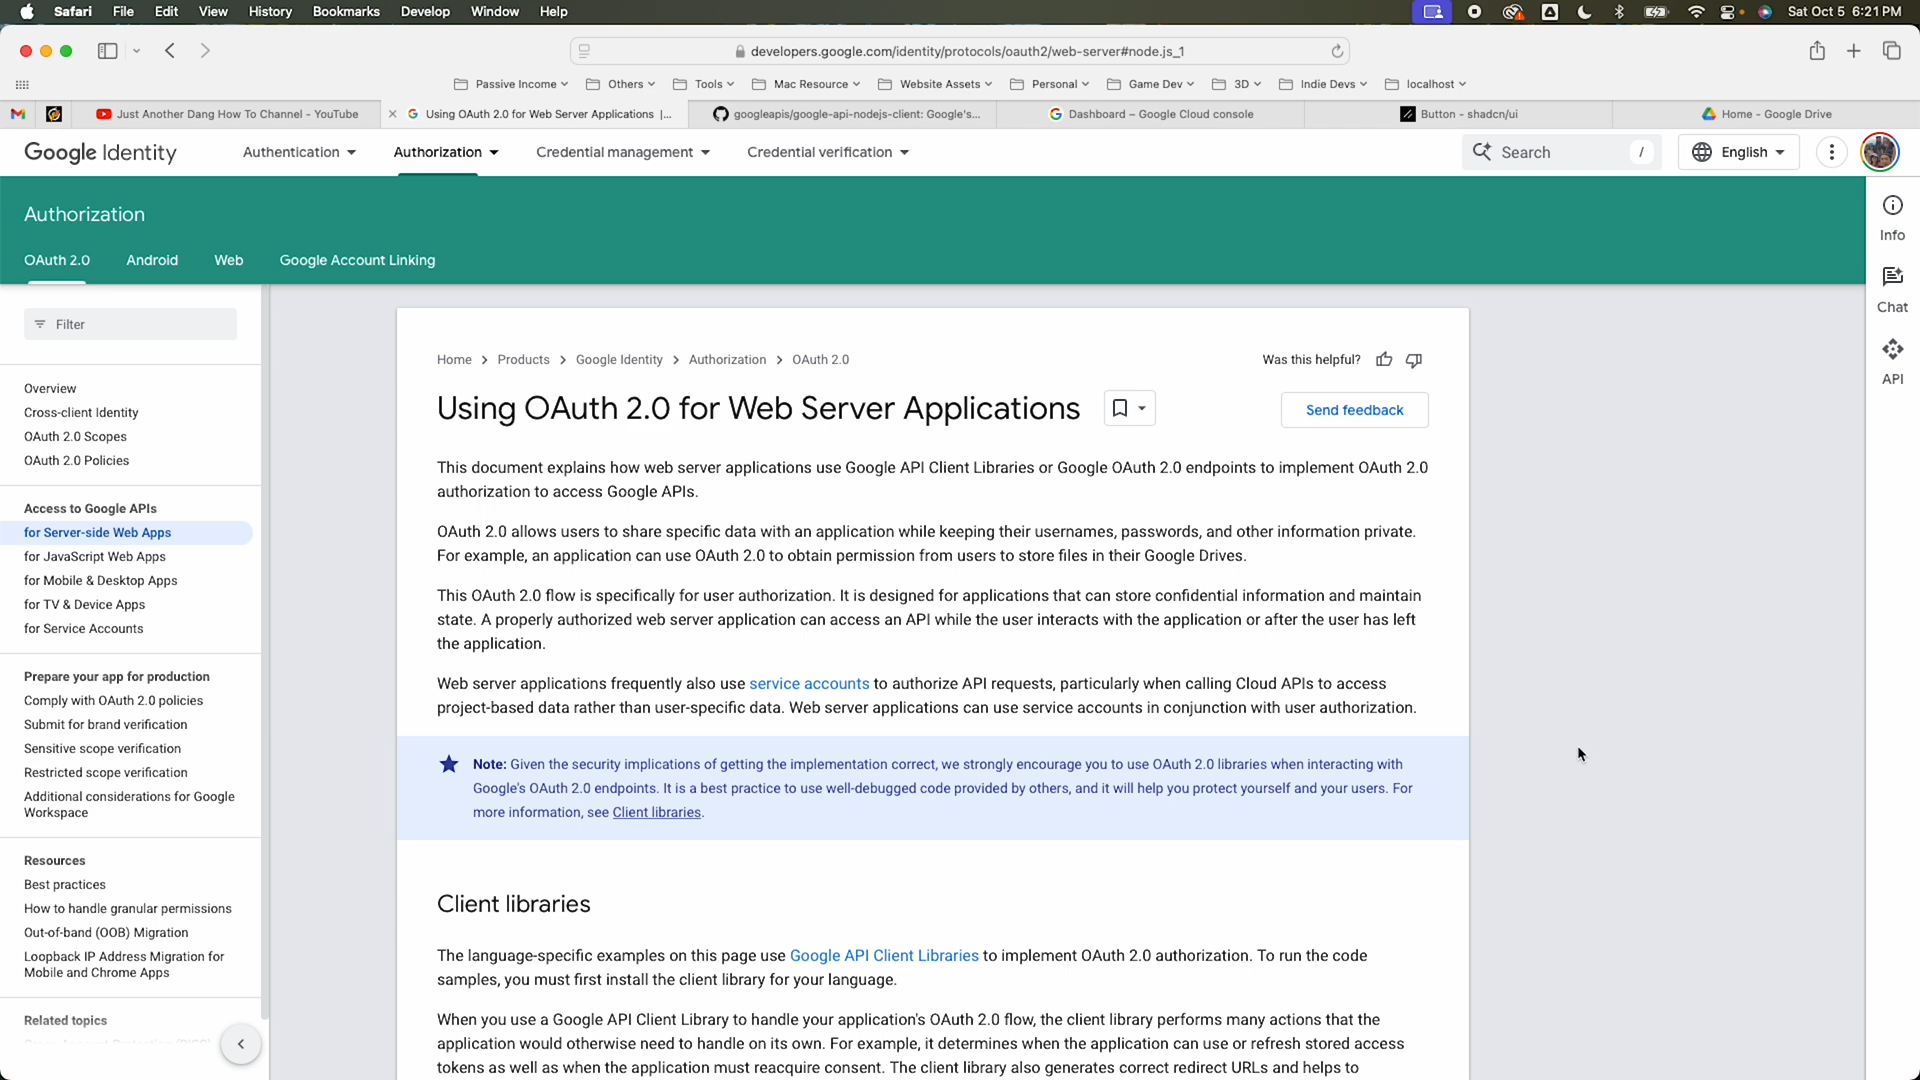 Safari File Edit View History Bookmarks Develop Window Help Sat Oct 5 6:21 PM
developers.google.com/identity/protocols/oauth2/web-server#node.js_1
Passive Income Others Tools Mac Resource Website Assets Personal Game Dev 3D Indie Devs localhost
Just Another Dang How To Channel - YouTube
Using OAuth 2.0 for Web Server Applications |...
googleapis/google-api-nodejs-client: Google's...
Dashboard – Google Cloud console
Button - shadcn/ui
Home - Google Drive
Google Identity Authentication Authorization Credential management Credential verification Search / English
Authorization
OAuth 2.0 Android Web Google Account Linking
Info
Chat
API
Filter
Overview
Cross-client Identity
OAuth 2.0 Scopes
OAuth 2.0 Policies
Access to Google APIs
for Server-side Web Apps
for JavaScript Web Apps
for Mobile & Desktop Apps
for TV & Device Apps
for Service Accounts
Prepare your app for production
Comply with OAuth 2.0 policies
Submit for brand verification
Sensitive scope verification
Restricted scope verification
Additional considerations for Google
Workspace
Resources
Best practices
How to handle granular permissions
Out-of-band (OOB) Migration
Loopback IP Address Migration for
Mobile and Chrome Apps
Related topics
Home > Products > Google Identity > Authorization > OAuth 2.0
Was this helpful?
Using OAuth 2.0 for Web Server Applications
Send feedback
This document explains how web server applications use Google API Client Libraries or Google OAuth 2.0 endpoints to implement OAuth 2.0
authorization to access Google APIs.
OAuth 2.0 allows users to share specific data with an application while keeping their usernames, passwords, and other information private.
For example, an application can use OAuth 2.0 to obtain permission from users to store files in their Google Drives.
This OAuth 2.0 flow is specifically for user authorization. It is designed for applications that can store confidential information and maintain
state. A properly authorized web server application can access an API while the user interacts with the application or after the user has left
the application.
Web server applications frequently also use service accounts to authorize API requests, particularly when calling Cloud APIs to access
project-based data rather than user-specific data. Web server applications can use service accounts in conjunction with user authorization.
Note: Given the security implications of getting the implementation correct, we strongly encourage you to use OAuth 2.0 libraries when interacting with
Google's OAuth 2.0 endpoints. It is a best practice to use well-debugged code provided by others, and it will help you protect yourself and your users. For
more information, see Client libraries.
Client libraries
The language-specific examples on this page use Google API Client Libraries to implement OAuth 2.0 authorization. To run the code
samples, you must first install the client library for your language.
When you use a Google API Client Library to handle your application's OAuth 2.0 flow, the client library performs many actions that the
application would otherwise need to handle on its own. For example, it determines when the application can use or refresh stored access
tokens as well as when the application must reacquire consent. The client library also generates correct redirect URLs and helps to